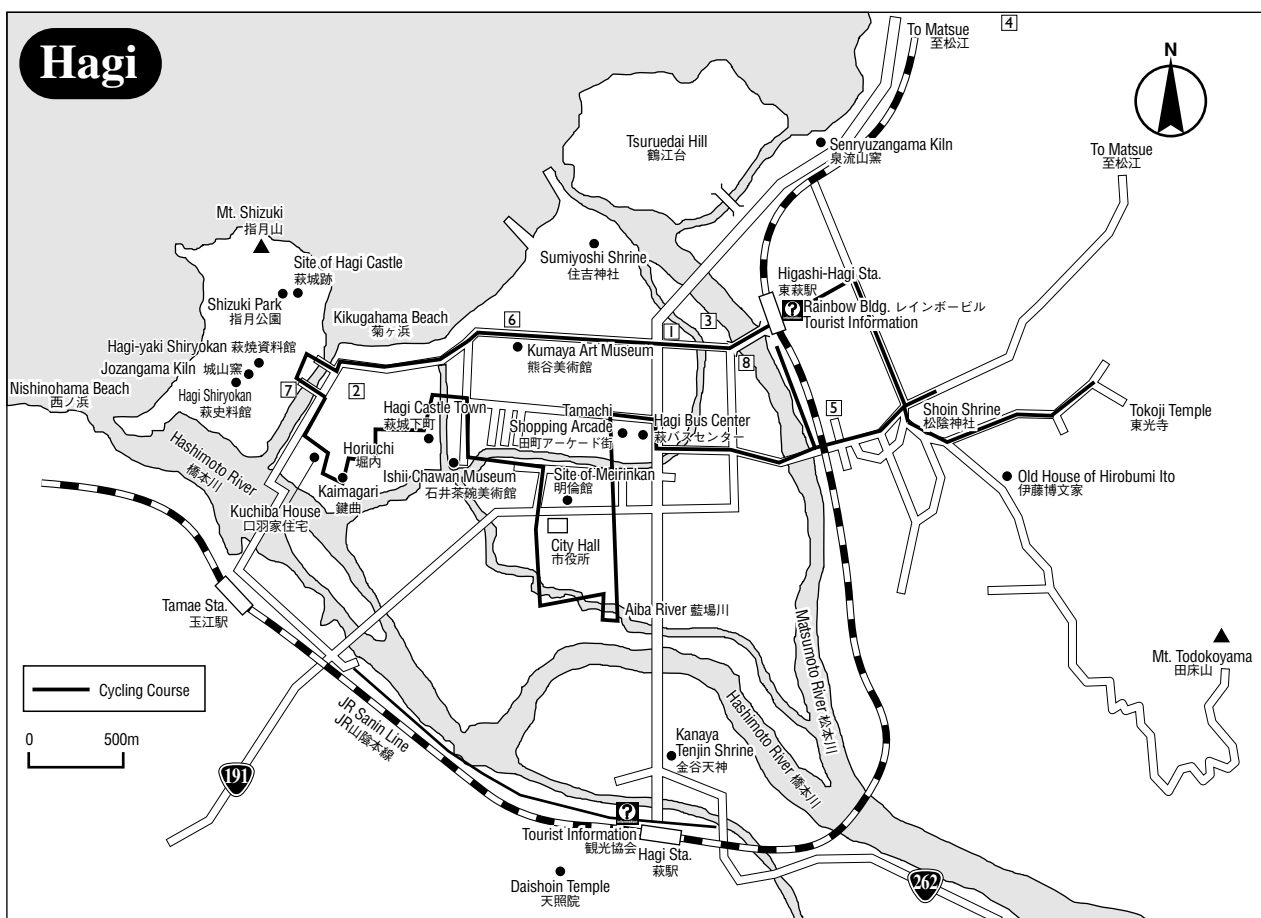 Hagi
To Matsue
至松江
4
N
Tsuruedai Hill
鶴江台
Senryuzangama Kiln
泉流山窯
To Matsue
至松江
Mt. Shizuki
指月山
Site of Hagi Castle
萩城跡
Sumiyoshi Shrine
住吉神社
Higashi-Hagi Sta.
東萩駅
Shizuki Park
指月公園
?
Rainbow Bldg. レインボービル
Tourist Information
Kikugahama Beach
菊ヶ浜
6
1
3
Hagi-yaki Shiryokan 萩焼資料館
Kumaya Art Museum
熊谷美術館
8
Jozangama Kiln 城山窯
Nishinohama Beach
西ノ浜
Hagi Shiryokan
萩史料館
7
2
Hagi Castle Town
萩城下町
Tamachi
Shopping Arcade
田町アーケード街
Hagi Bus Center
萩バスセンター
5
Shoin Shrine
松陰神社
Tokoji Temple
東光寺
Hashimoto River
橋本川
Horiuchi
堀内
Ishii Chawan Museum
石井茶碗美術館
Site of Meirinkan
明倫館
Old House of Hirobumi Ito
伊藤博文家
Kaimagari
鍵曲
Kuchiba House
口羽家住宅
City Hall
市役所
Aiba River 藍場川
Tamae Sta.
玉江駅
Matsumoto River 松本川
Mt. Todokoyama
田床山
Cycling Course
0 500m
JR Sanin Line
JR山陰本線
Hashimoto River 橋本川
Kanaya
Tenjin Shrine
金谷天神
191
?
Tourist Information
観光協会
Hagi Sta.
萩駅
Daishoin Temple
天照院
262